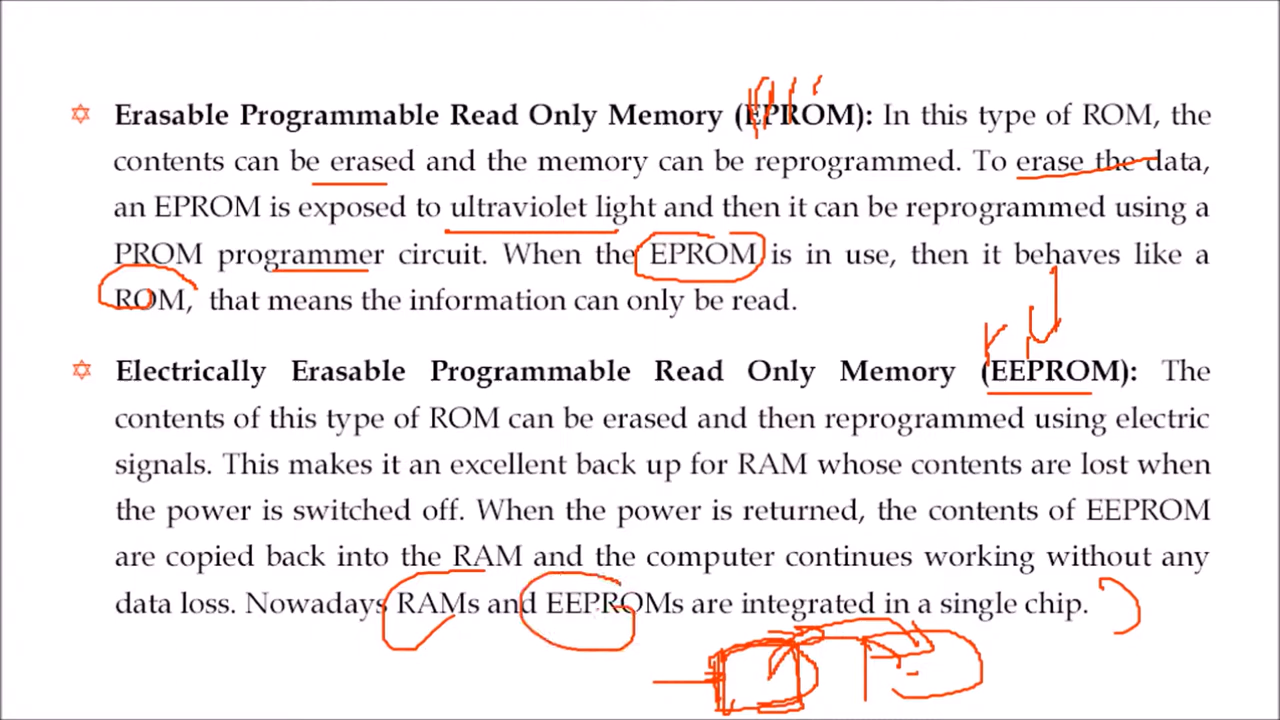 Erasable Programmable Read Only Memory (EPROM): In this type of ROM, the
contents can be erased and the memory can be reprogrammed. To erase the data,
an EPROM is exposed to ultraviolet light and then it can be reprogrammed using a
PROM programmer circuit. When the EPROM is in use, then it behaves like a
ROM, that means the information can only be read.
Electrically Erasable Programmable Read Only Memory (EEPROM): The
contents of this type of ROM can be erased and then reprogrammed using electric
signals. This makes it an excellent back up for RAM whose contents are lost when
the power is switched off. When the power is returned, the contents of EEPROM
are copied back into the RAM and the computer continues working without any
data loss. Nowadays RAMs and EEPROMs are integrated in a single chip.